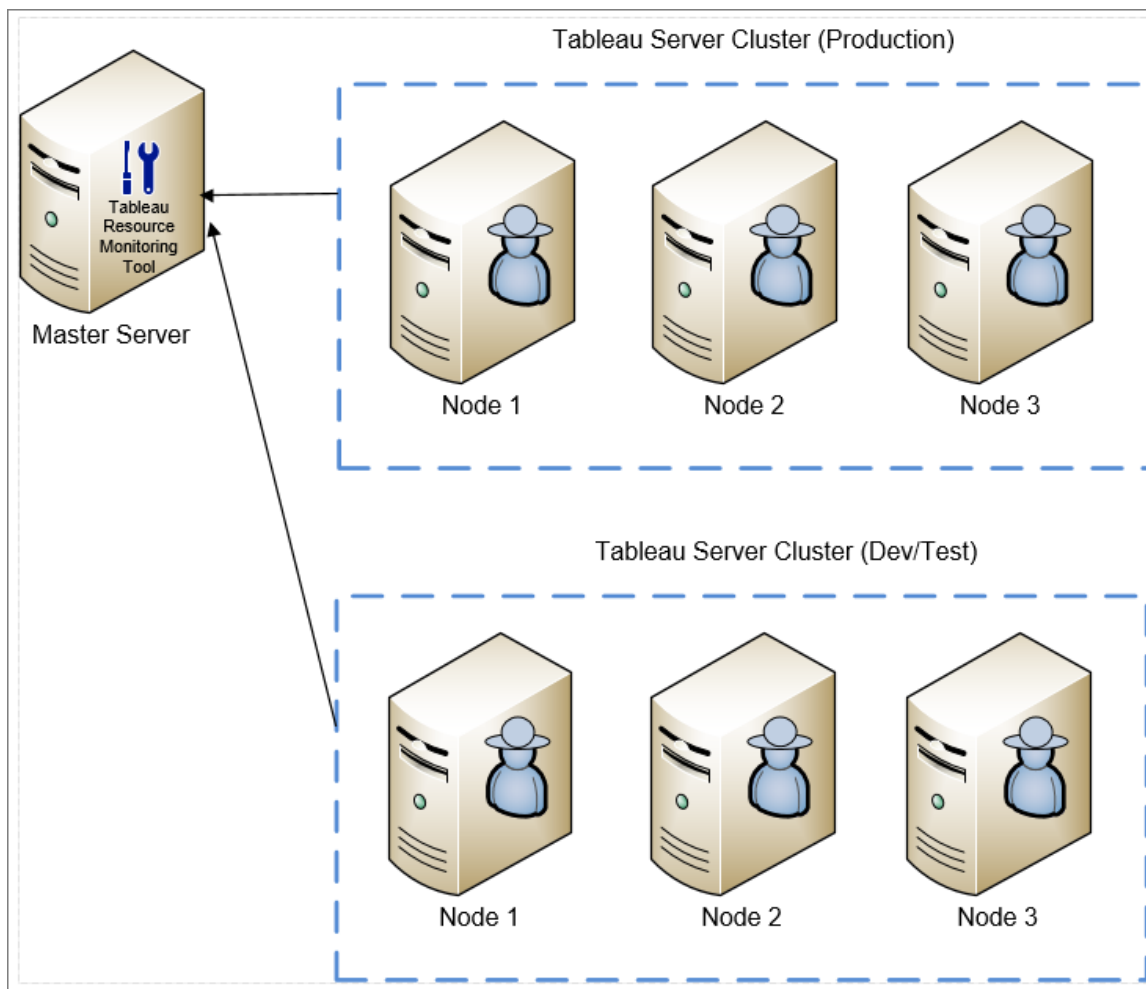 Tableau Server Cluster (Production)
Tableau
Resource
Monitoring
Tool
Master Server
Node 1
Node 2
Node 3
Tableau Server Cluster (Dev/Test)
Node 1
Node 2
Node 3